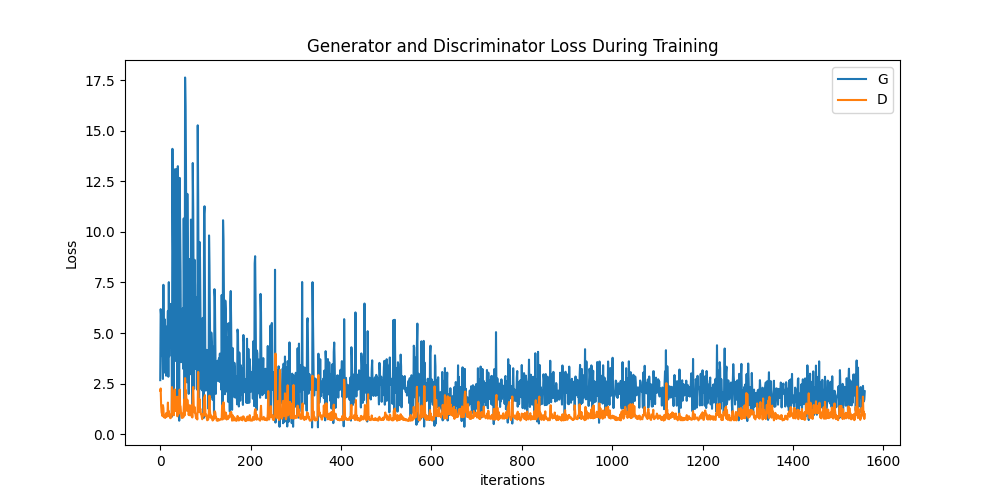 Generator and Discriminator Loss During Training
G
D
17.5
15.0
12.5
10.0
7.5
5.0
2.5
0.0
Loss
0 200 400 600 800 1000 1200 1400 1600
iterations